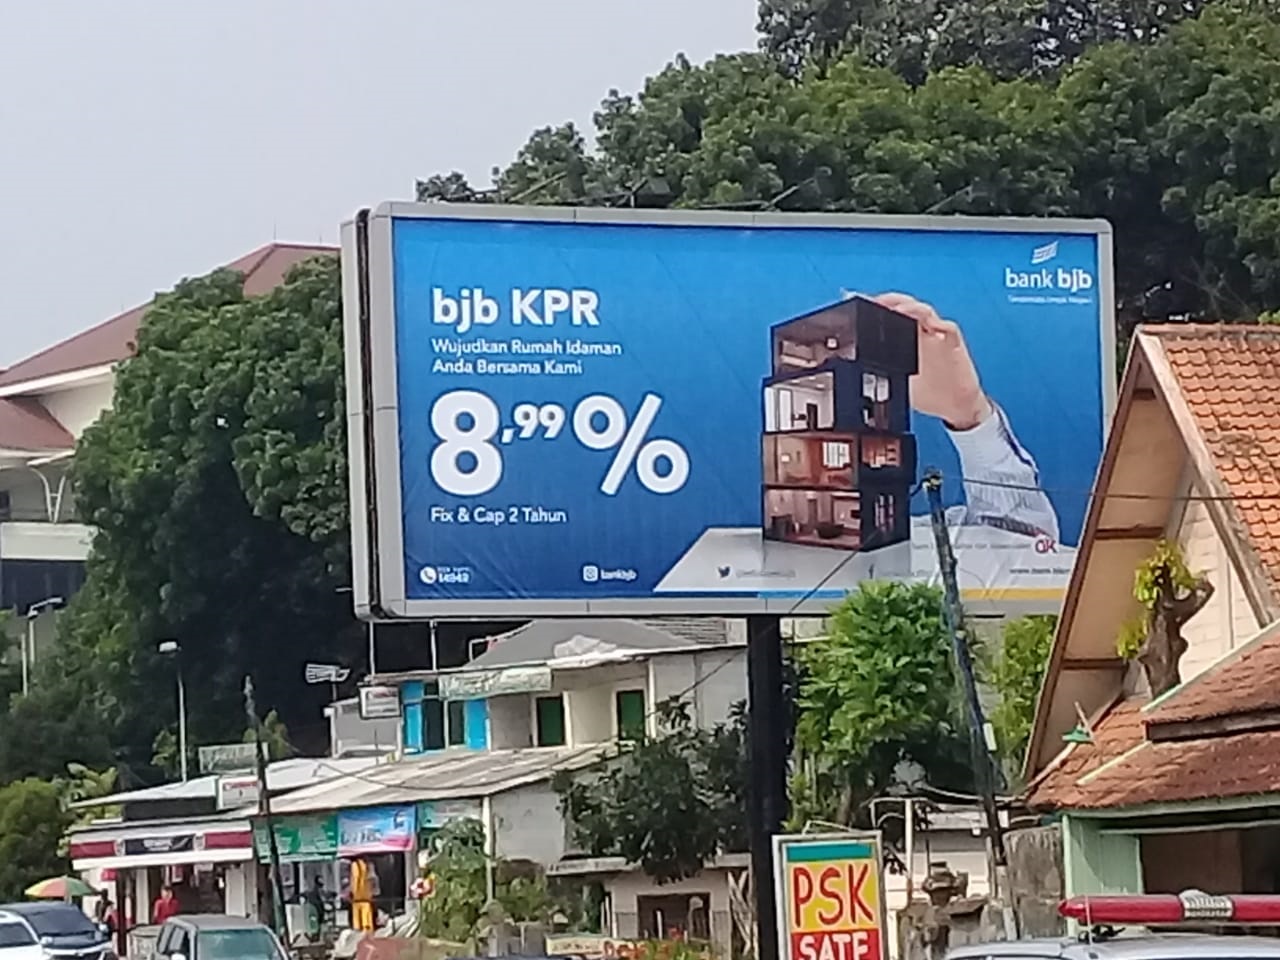 bank bjb
bjb KPR
Wujudkan Rumah Idaman
Anda Bersama Kami
8,99%
Fix & Cap 2 Tahun
bankbjb
PSK
SATE